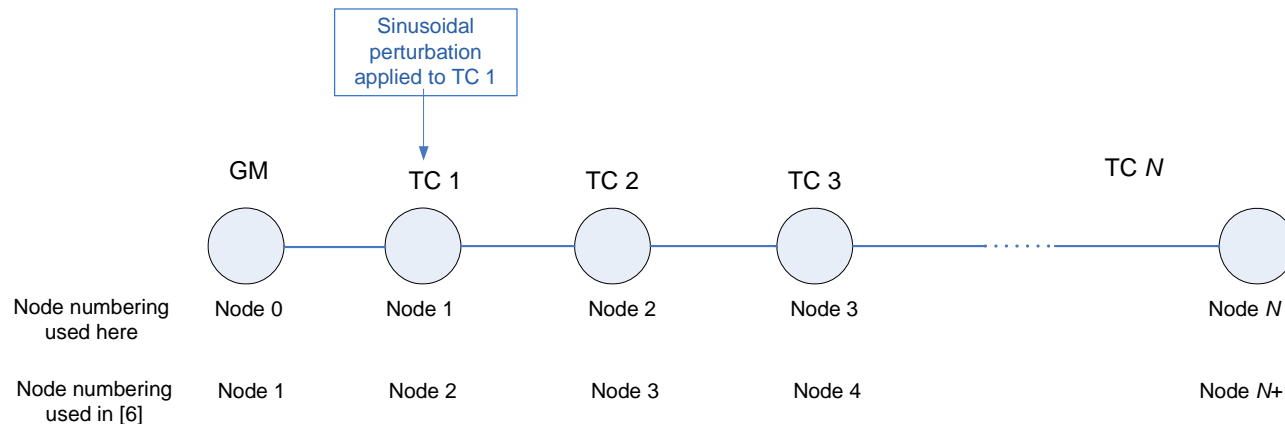 Sinusoidal
perturbation
applied to TC 1
GM
TC 1
TC 2
TC 3
TC N
Node numbering
used here
Node 0
Node 1
Node 2
Node 3
Node N
Node numbering
used in [6]
Node 1
Node 2
Node 3
Node 4
Node N+